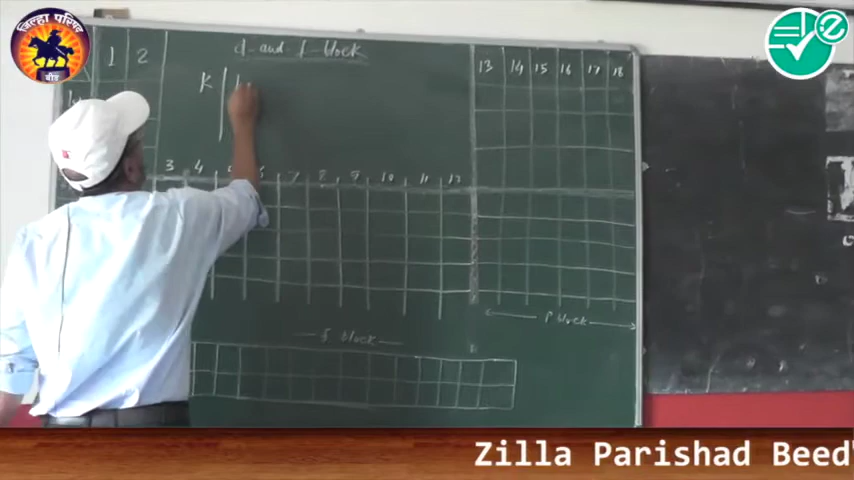 जिल्हा परिषद
बीड
1 2
d-and f-block
K
13 14 15 16 17 18
3 4 6 7 8 9 10 11 12
P block
f block
Zilla Parishad Beed'